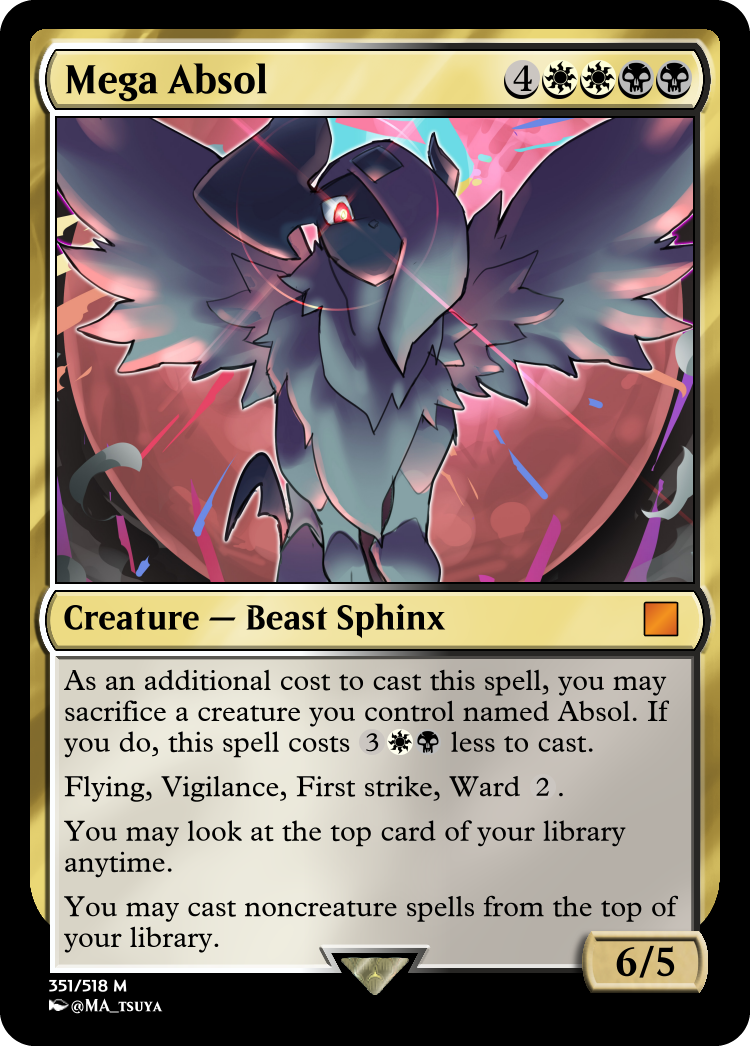 Mega Absol 4
Creature — Beast Sphinx
As an additional cost to cast this spell, you may
sacrifice a creature you control named Absol. If
you do, this spell costs 3 less to cast.
Flying, Vigilance, First strike, Ward 2.
You may look at the top card of your library
anytime.
You may cast noncreature spells from the top of
your library.
6/5
351/518 M
@MA_TSUYA